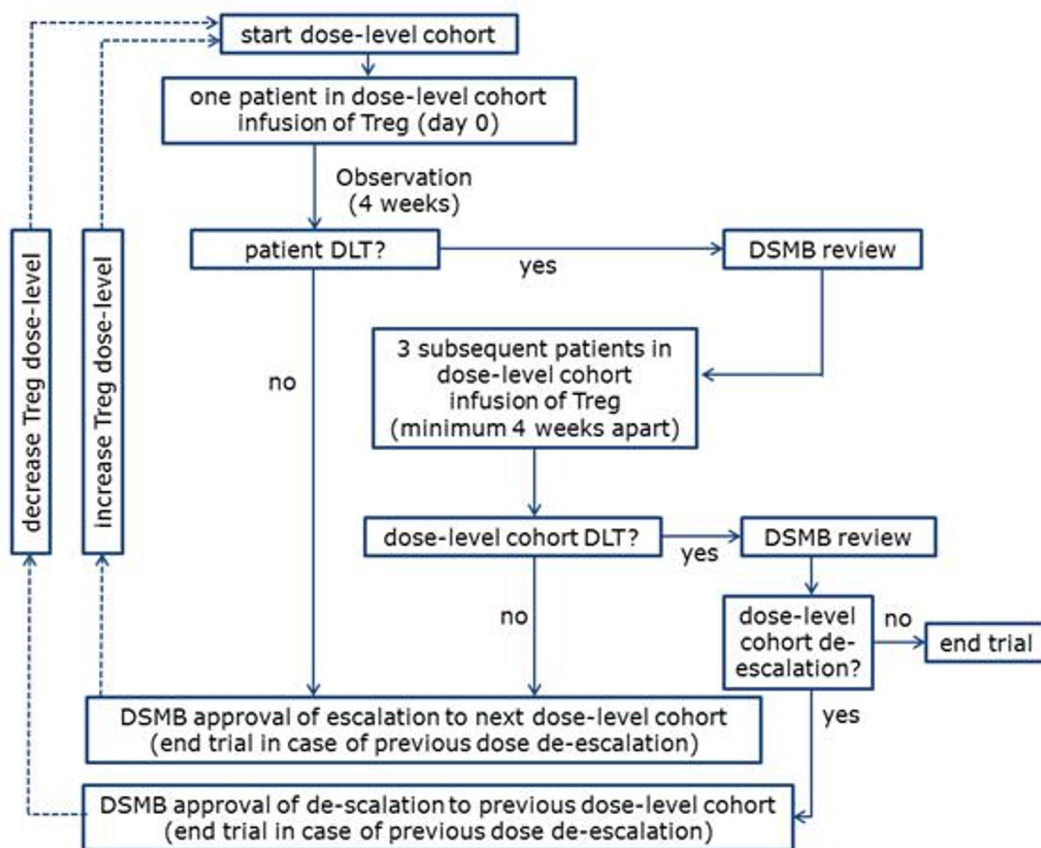 start dose-level cohort
one patient in dose-level cohort
infusion of Treg (day 0)
Observation
(4 weeks)
patient DLT?
yes
DSMB review
decrease Treg dose-level
increase Treg dose-level
no
3 subsequent patients in
dose-level cohort
infusion of Treg
(minimum 4 weeks apart)
dose-level cohort DLT?
yes
DSMB review
no
dose-level
cohort de-
escalation?
no
end trial
yes
DSMB approval of escalation to next dose-level cohort
(end trial in case of previous dose de-escalation)
DSMB approval of de-scalation to previous dose-level cohort
(end trial in case of previous dose de-escalation)